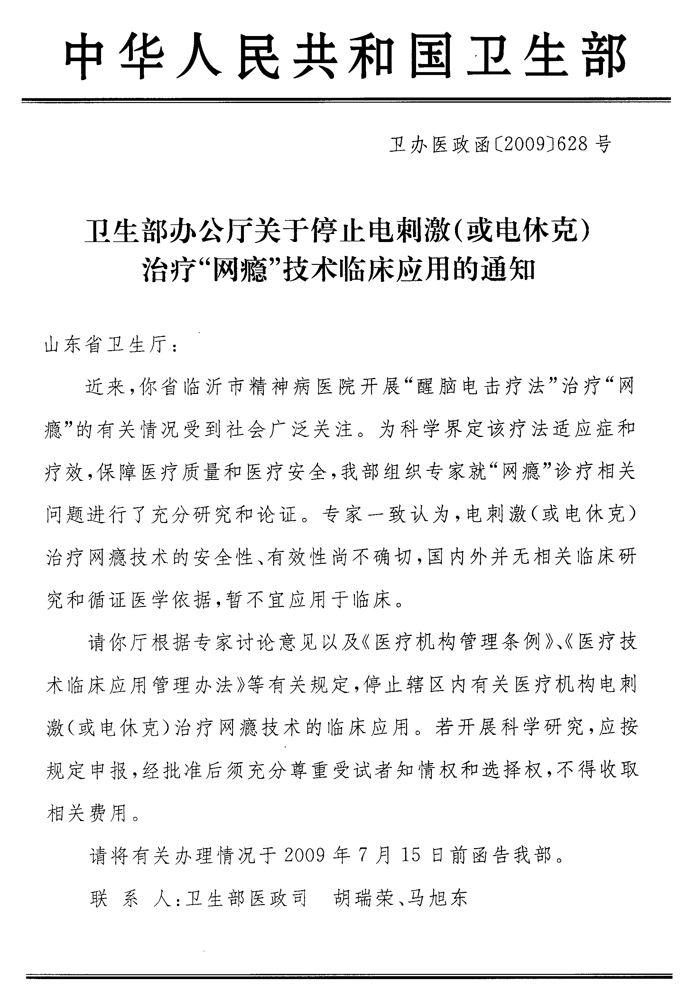 中华人民共和国卫生部
卫办医政函〔2009〕628 号
卫生部办公厅关于停止电刺激(或电休克)
治疗“网瘾”技术临床应用的通知
山东省卫生厅:
近来,你省临沂市精神病医院开展“醒脑电击疗法”治疗“网
瘾”的有关情况受到社会广泛关注。为科学界定该疗法适应症和
疗效,保障医疗质量和医疗安全,我部组织专家就“网瘾”诊疗相关
问题进行了充分研究和论证。专家一致认为,电刺激(或电休克)
治疗网瘾技术的安全性、有效性尚不确切,国内外并无相关临床研
究和循证医学依据,暂不宜应用于临床。
请你厅根据专家讨论意见以及《医疗机构管理条例》、《医疗技
术临床应用管理办法》等有关规定,停止辖区内有关医疗机构电刺
激(或电休克)治疗网瘾技术的临床应用。若开展科学研究,应按
规定申报,经批准后须充分尊重受试者知情权和选择权,不得收取
相关费用。
请将有关办理情况于 2009 年 7 月 15 日前函告我部。
联 系 人:卫生部医政司 胡瑞荣、马旭东